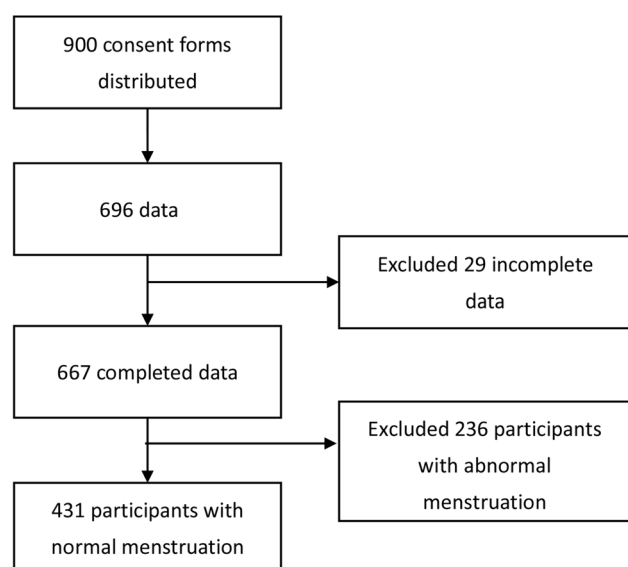 900 consent forms
distributed
696 data
Excluded 29 incomplete
data
667 completed data
Excluded 236 participants
with abnormal
menstruation
431 participants with
normal menstruation